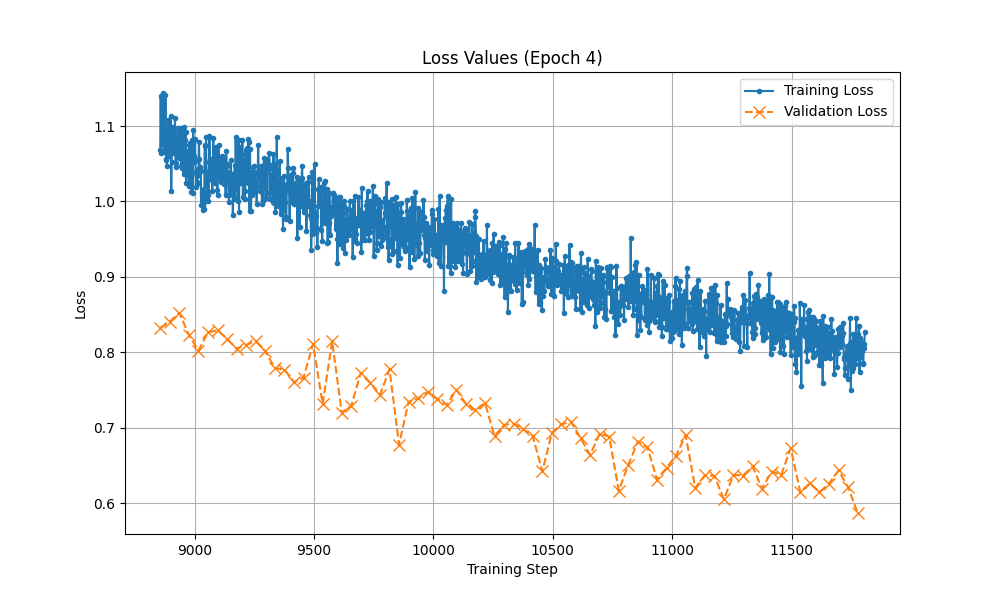 Loss Values (Epoch 4)
Training Loss
Validation Loss
1.1
1.0
0.9
0.8
0.7
0.6
Loss
9000 9500 10000 10500 11000 11500
Training Step